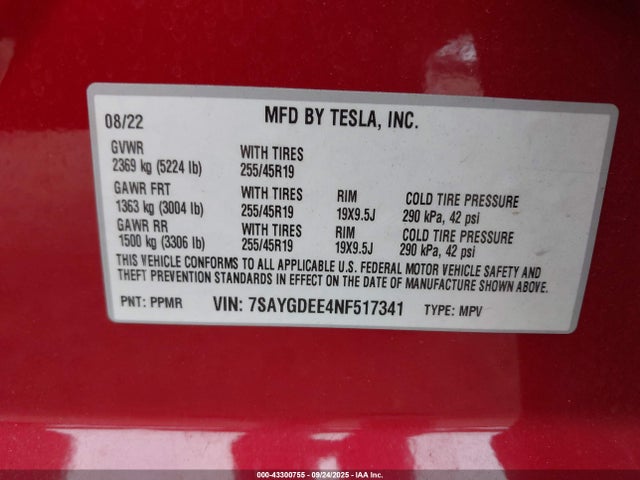 08/22 MFD BY TESLA, INC.
GVWR WITH TIRES
2369 kg (5224 lb) 255/45R19
GAWR FRT WITH TIRES RIM COLD TIRE PRESSURE
1363 kg (3004 lb) 255/45R19 19X9.5J 290 kPa, 42 psi
GAWR RR WITH TIRES RIM COLD TIRE PRESSURE
1500 kg (3306 lb) 255/45R19 19X9.5J 290 kPa, 42 psi
THIS VEHICLE CONFORMS TO ALL APPLICABLE U.S. FEDERAL MOTOR VEHICLE SAFETY AND
THEFT PREVENTION STANDARDS IN EFFECT ON THE DATE OF MANUFACTURE SHOWN ABOVE.
PNT: PPMR VIN: 7SAYGDEE4NF517341 TYPE: MPV
000-43300755 - 09/24/2025 - IAA Inc.